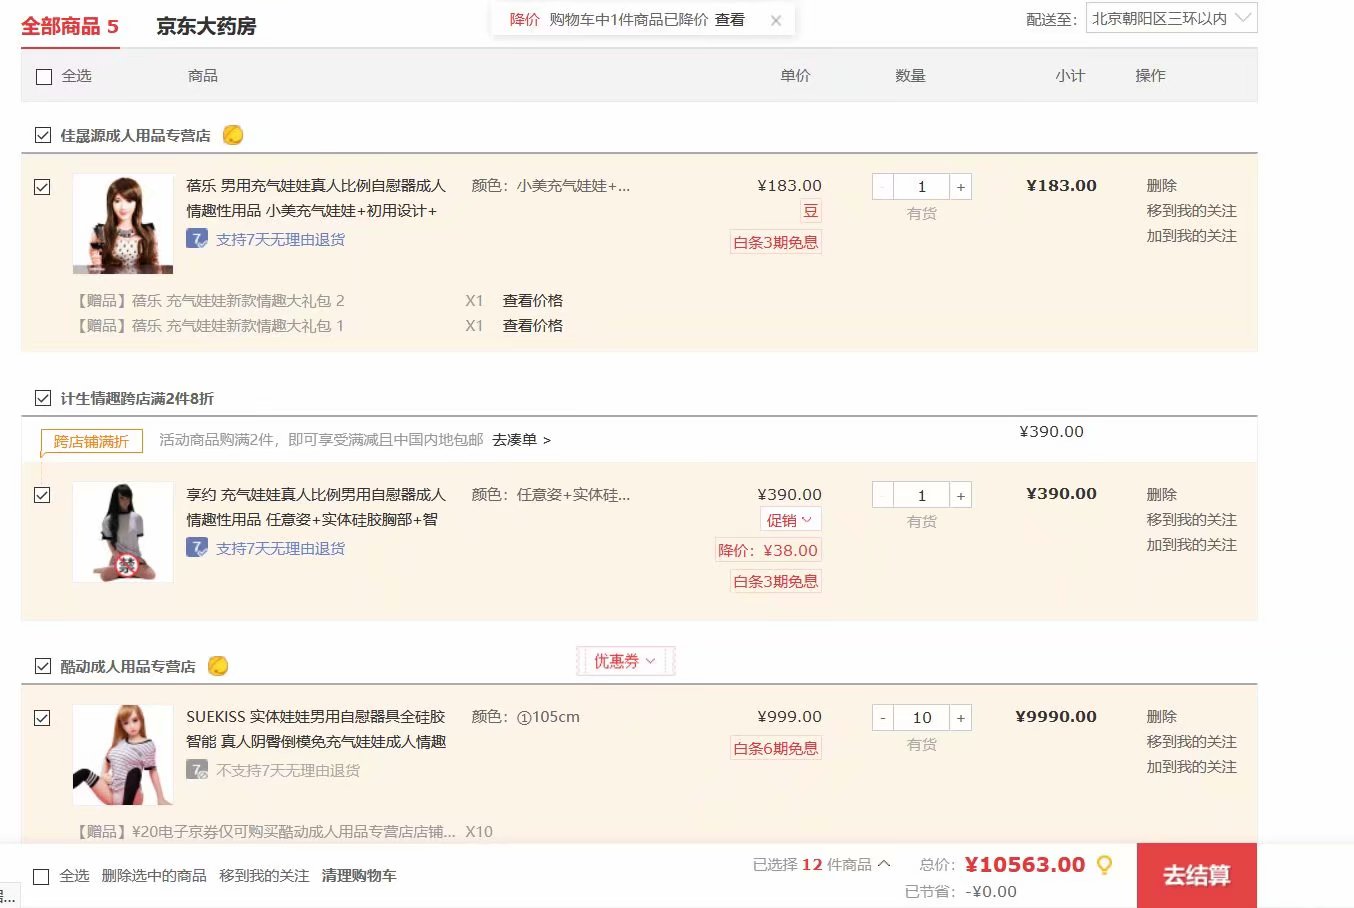 全部商品 5
京东大药房
降价 购物车中1件商品已降价 查看 ×
配送至: 北京朝阳区三环以内
全选 商品 单价 数量 小计 操作
佳晟源成人用品专营店
蓓乐 男用充气娃娃真人比例自慰器成人 颜色：小美充气娃娃+... ¥183.00 - 1 + ¥183.00 删除
情趣性用品 小美充气娃娃+初用设计+ 豆 有货 移到我的关注
7 支持7天无理由退货 白条3期免息 加到我的关注
【赠品】蓓乐 充气娃娃新款情趣大礼包 2 X1 查看价格
【赠品】蓓乐 充气娃娃新款情趣大礼包 1 X1 查看价格
计生情趣跨店满2件8折
跨店铺满折 活动商品购满2件，即可享受满减且中国内地包邮 去凑单 > ¥390.00
享约 充气娃娃真人比例男用自慰器成人 颜色：任意姿+实体硅... ¥390.00 - 1 + ¥390.00 删除
情趣性用品 任意姿+实体硅胶胸部+智 促销 有货 移到我的关注
7 支持7天无理由退货 降价：¥38.00 加到我的关注
禁
白条3期免息
酷动成人用品专营店 优惠券
SUEKISS 实体娃娃男用自慰器具全硅胶 颜色：①105cm ¥999.00 - 10 + ¥9990.00 删除
智能 真人阴臀倒模免充气娃娃成人情趣 白条6期免息 有货 移到我的关注
7 不支持7天无理由退货 加到我的关注
【赠品】¥20电子京券仅可购买酷动成人用品专营店店铺... X10
全选 删除选中的商品 移到我的关注 清理购物车 已选择 12 件商品 总价: ¥10563.00 去结算
已节省: -¥0.00